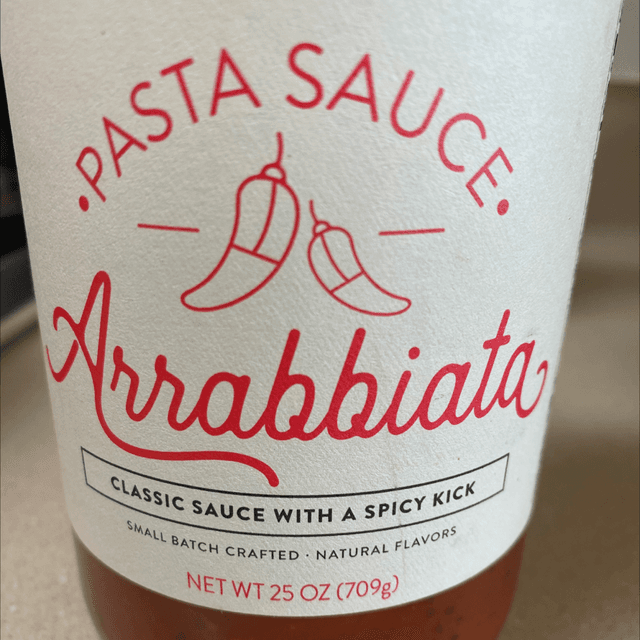 •PASTA SAUCE•
Arrabbiata
CLASSIC SAUCE WITH A SPICY KICK
SMALL BATCH CRAFTED · NATURAL FLAVORS
NET WT 25 OZ (709g)